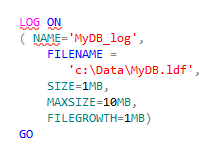 LOG ON
( NAME='MyDB_log',
FILENAME =
'c:\Data\MyDB.ldf',
SIZE=1MB,
MAXSIZE=10MB,
FILEGROWTH=1MB)
GO